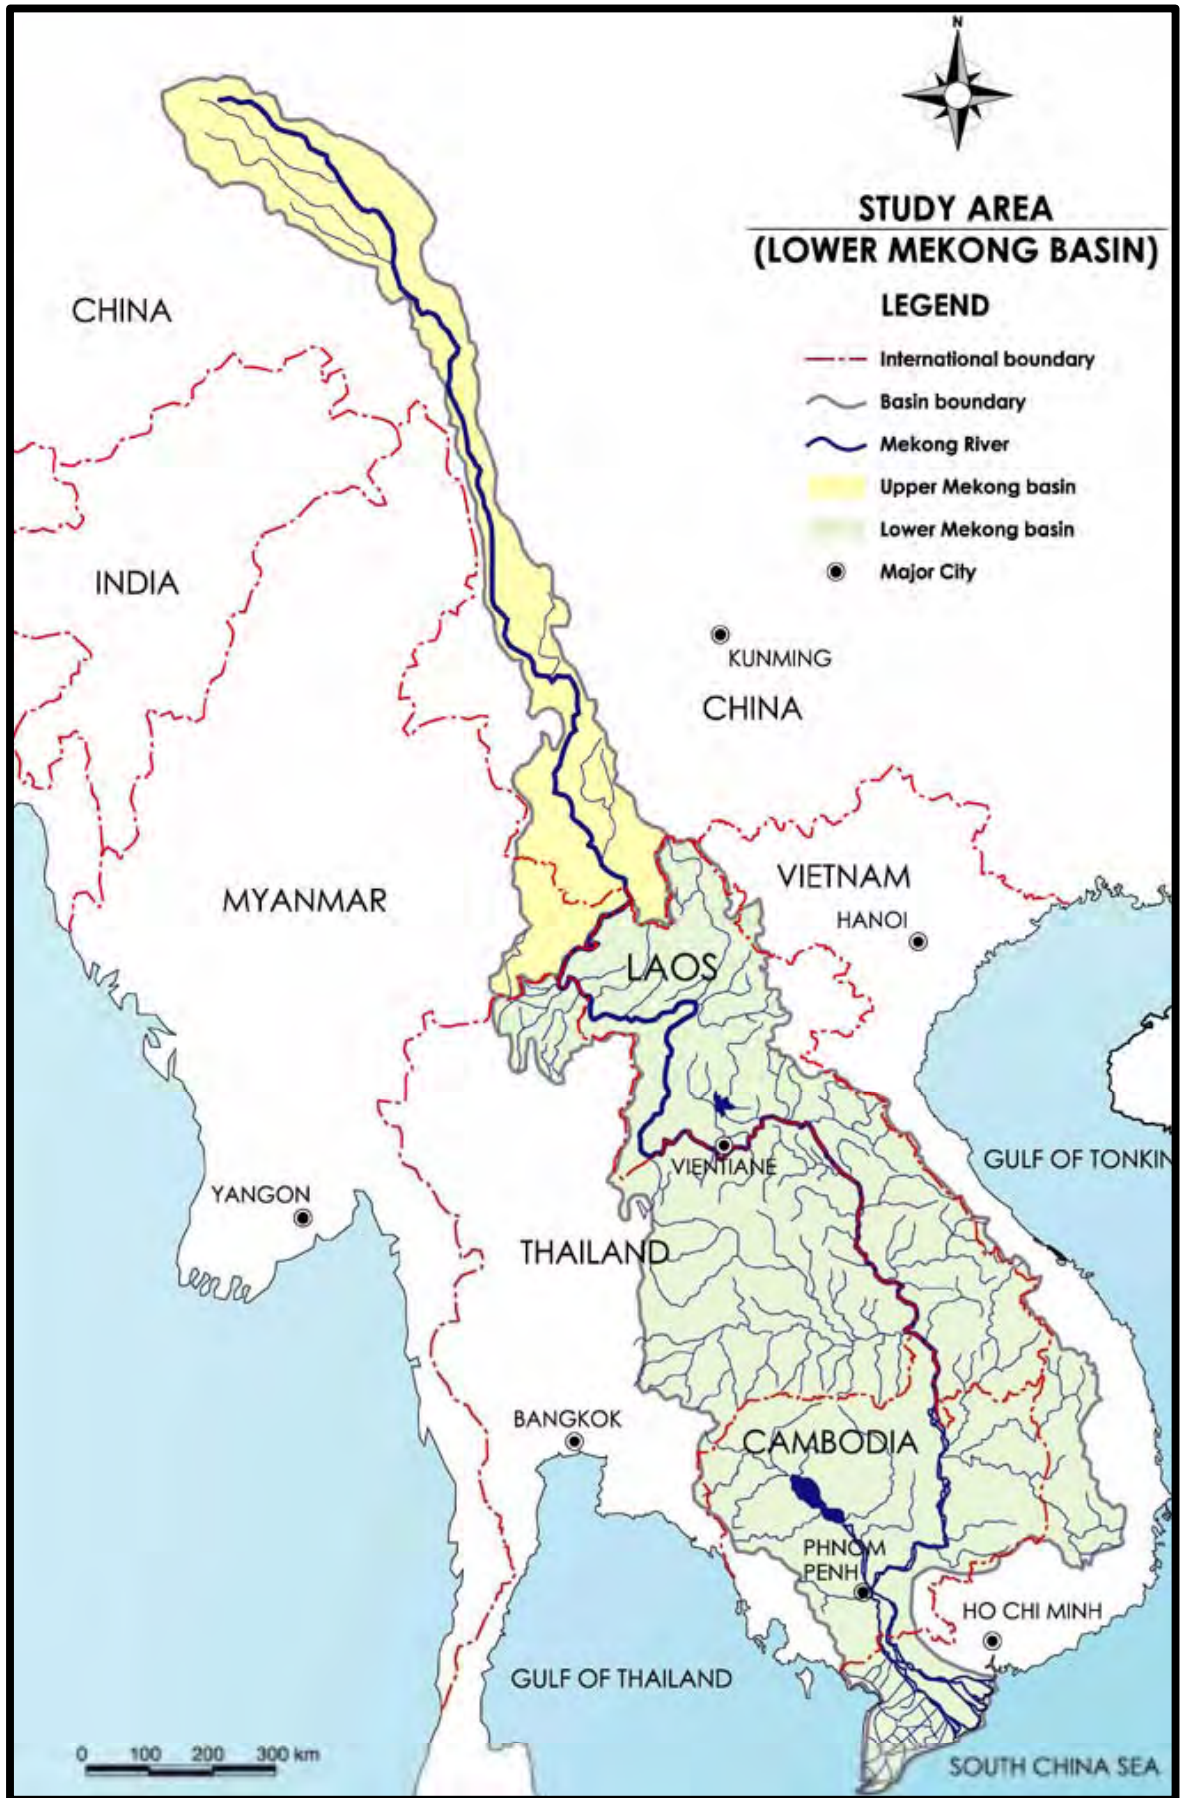 N
STUDY AREA
(LOWER MEKONG BASIN)
LEGEND
CHINA
International boundary
Basin boundary
Mekong River
Upper Mekong basin
Lower Mekong basin
INDIA
Major City
KUNMING
CHINA
VIETNAM
MYANMAR
HANOI
LAOS
GULF OF TONKIN
VIENTIANE
YANGON
THAILAND
BANGKOK
CAMBODIA
PHNOM
PENH
HO CHI MINH
GULF OF THAILAND
0 100 200 300 km
SOUTH CHINA SEA